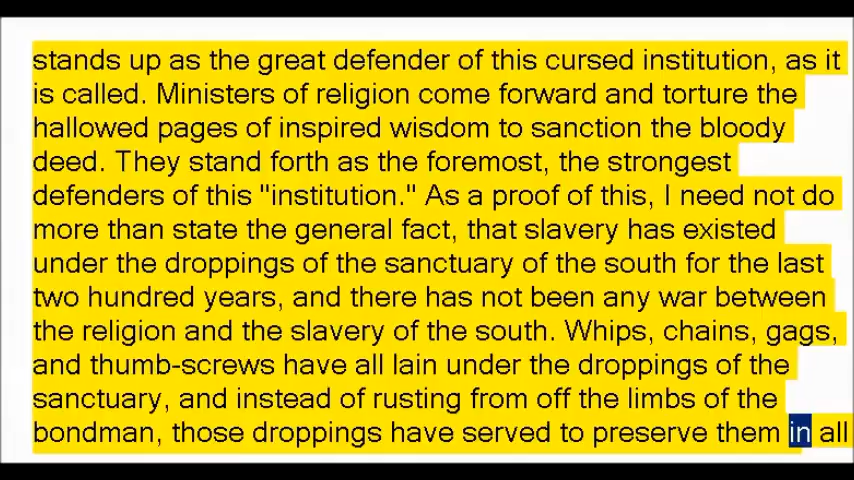 stands up as the great defender of this cursed institution, as it
is called. Ministers of religion come forward and torture the
hallowed pages of inspired wisdom to sanction the bloody
deed. They stand forth as the foremost, the strongest
defenders of this "institution." As a proof of this, I need not do
more than state the general fact, that slavery has existed
under the droppings of the sanctuary of the south for the last
two hundred years, and there has not been any war between
the religion and the slavery of the south. Whips, chains, gags,
and thumb-screws have all lain under the droppings of the
sanctuary, and instead of rusting from off the limbs of the
bondman, those droppings have served to preserve them in all